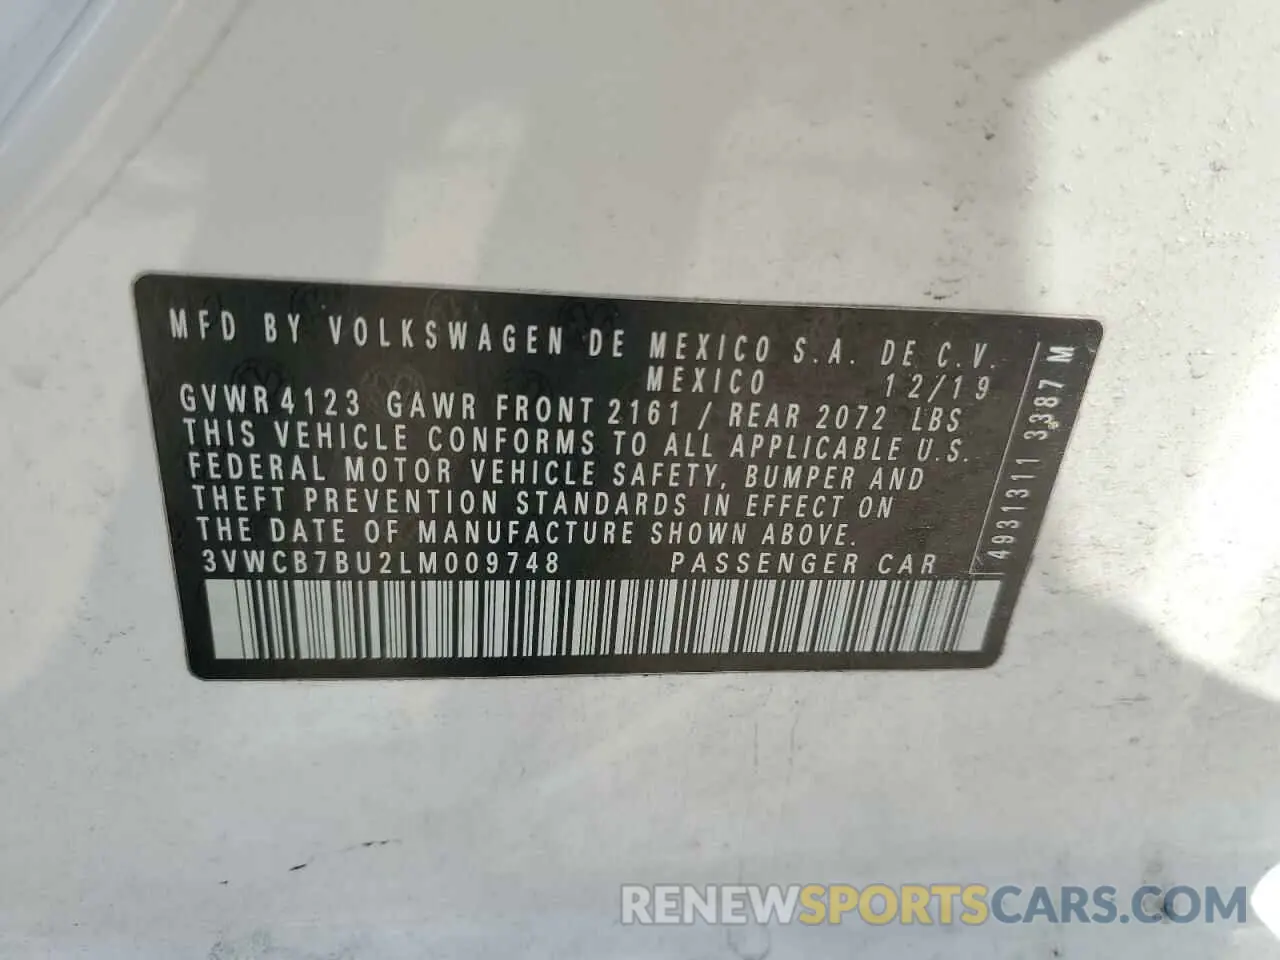 MFD BY VOLKSWAGEN DE MEXICO S.A. DE C.V.
MEXICO 12/19
GVWR 4123 GAWR FRONT 2161 / REAR 2072 LBS
THIS VEHICLE CONFORMS TO ALL APPLICABLE U.S.
FEDERAL MOTOR VEHICLE SAFETY, BUMPER AND
THEFT PREVENTION STANDARDS IN EFFECT ON
THE DATE OF MANUFACTURE SHOWN ABOVE.
3VWCB7BU2LM009748 PASSENGER CAR
4931311 3387 M
RENEWSPORTSCARS.COM